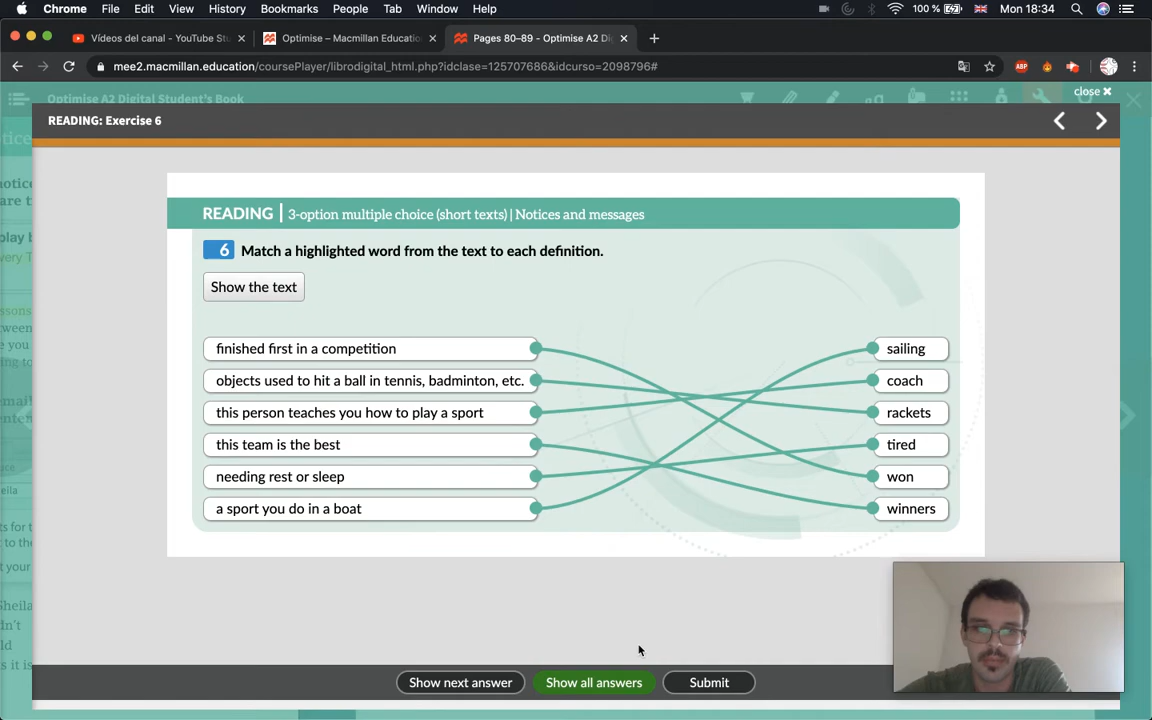 Chrome File Edit View History Bookmarks People Tab Window Help 100 % Mon 18:34
Vídeos del canal - YouTube Stu × Optimise – Macmillan Educatio × Pages 80–89 - Optimise A2 Di ×
mee2.macmillan.education/coursePlayer/librodigital_html.php?idclase=125707686&idcurso=2098796#
ABP
close ×
Optimise A2 Digital Student's Book
READING: Exercise 6
READING | 3-option multiple choice (short texts) | Notices and messages
6 Match a highlighted word from the text to each definition.
Show the text
finished first in a competition sailing
objects used to hit a ball in tennis, badminton, etc. coach
this person teaches you how to play a sport rackets
this team is the best tired
needing rest or sleep won
a sport you do in a boat winners
Show next answer Show all answers Submit